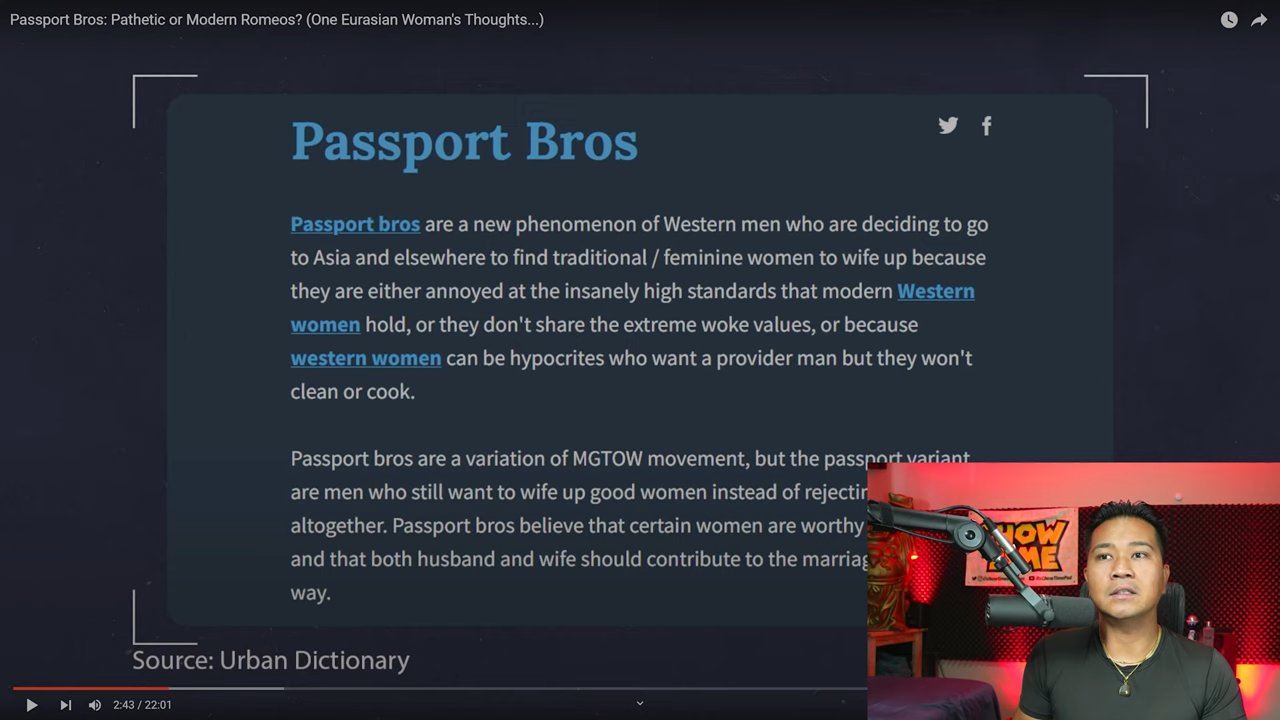 Passport Bros: Pathetic or Modern Romeos? (One Eurasian Woman's Thoughts...)
Passport Bros
Passport bros are a new phenomenon of Western men who are deciding to go
to Asia and elsewhere to find traditional / feminine women to wife up because
they are either annoyed at the insanely high standards that modern Western
women hold, or they don't share the extreme woke values, or because
western women can be hypocrites who want a provider man but they won't
clean or cook.
Passport bros are a variation of MGTOW movement, but the passport variant
are men who still want to wife up good women instead of rejectin
altogether. Passport bros believe that certain women are worthy
and that both husband and wife should contribute to the marriag
way.
Source: Urban Dictionary
2:43 / 22:01